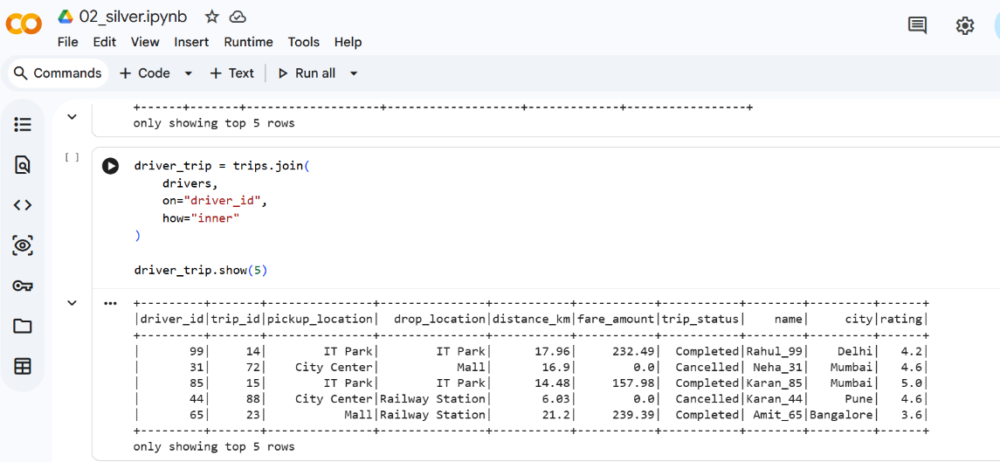 02_silver.ipynb
File Edit View Insert Runtime Tools Help
Commands + Code + Text Run all
+------+-------+------------------+------------------+------------+----------------+
only showing top 5 rows
[ ]
driver_trip = trips.join(
    drivers,
    on="driver_id",
    how="inner"
)
driver_trip.show(5)
+---------+-------+---------------+---------------+-----------+-----------+-----------+--------+---------+------+
|driver_id|trip_id|pickup_location|  drop_location|distance_km|fare_amount|trip_status|    name|     city|rating|
+---------+-------+---------------+---------------+-----------+-----------+-----------+--------+---------+------+
|       99|     14|        IT Park|        IT Park|      17.96|     232.49|  Completed|Rahul_99|    Delhi|   4.2|
|       31|     72|    City Center|           Mall|       16.9|        0.0|  Cancelled| Neha_31|   Mumbai|   4.6|
|       85|     15|        IT Park|        IT Park|      14.48|     157.98|  Completed|Karan_85|   Mumbai|   5.0|
|       44|     88|    City Center|Railway Station|       6.03|        0.0|  Cancelled|Karan_44|     Pune|   4.6|
|       65|     23|           Mall|Railway Station|       21.2|     239.39|  Completed| Amit_65|Bangalore|   3.6|
+---------+-------+---------------+---------------+-----------+-----------+-----------+--------+---------+------+
only showing top 5 rows